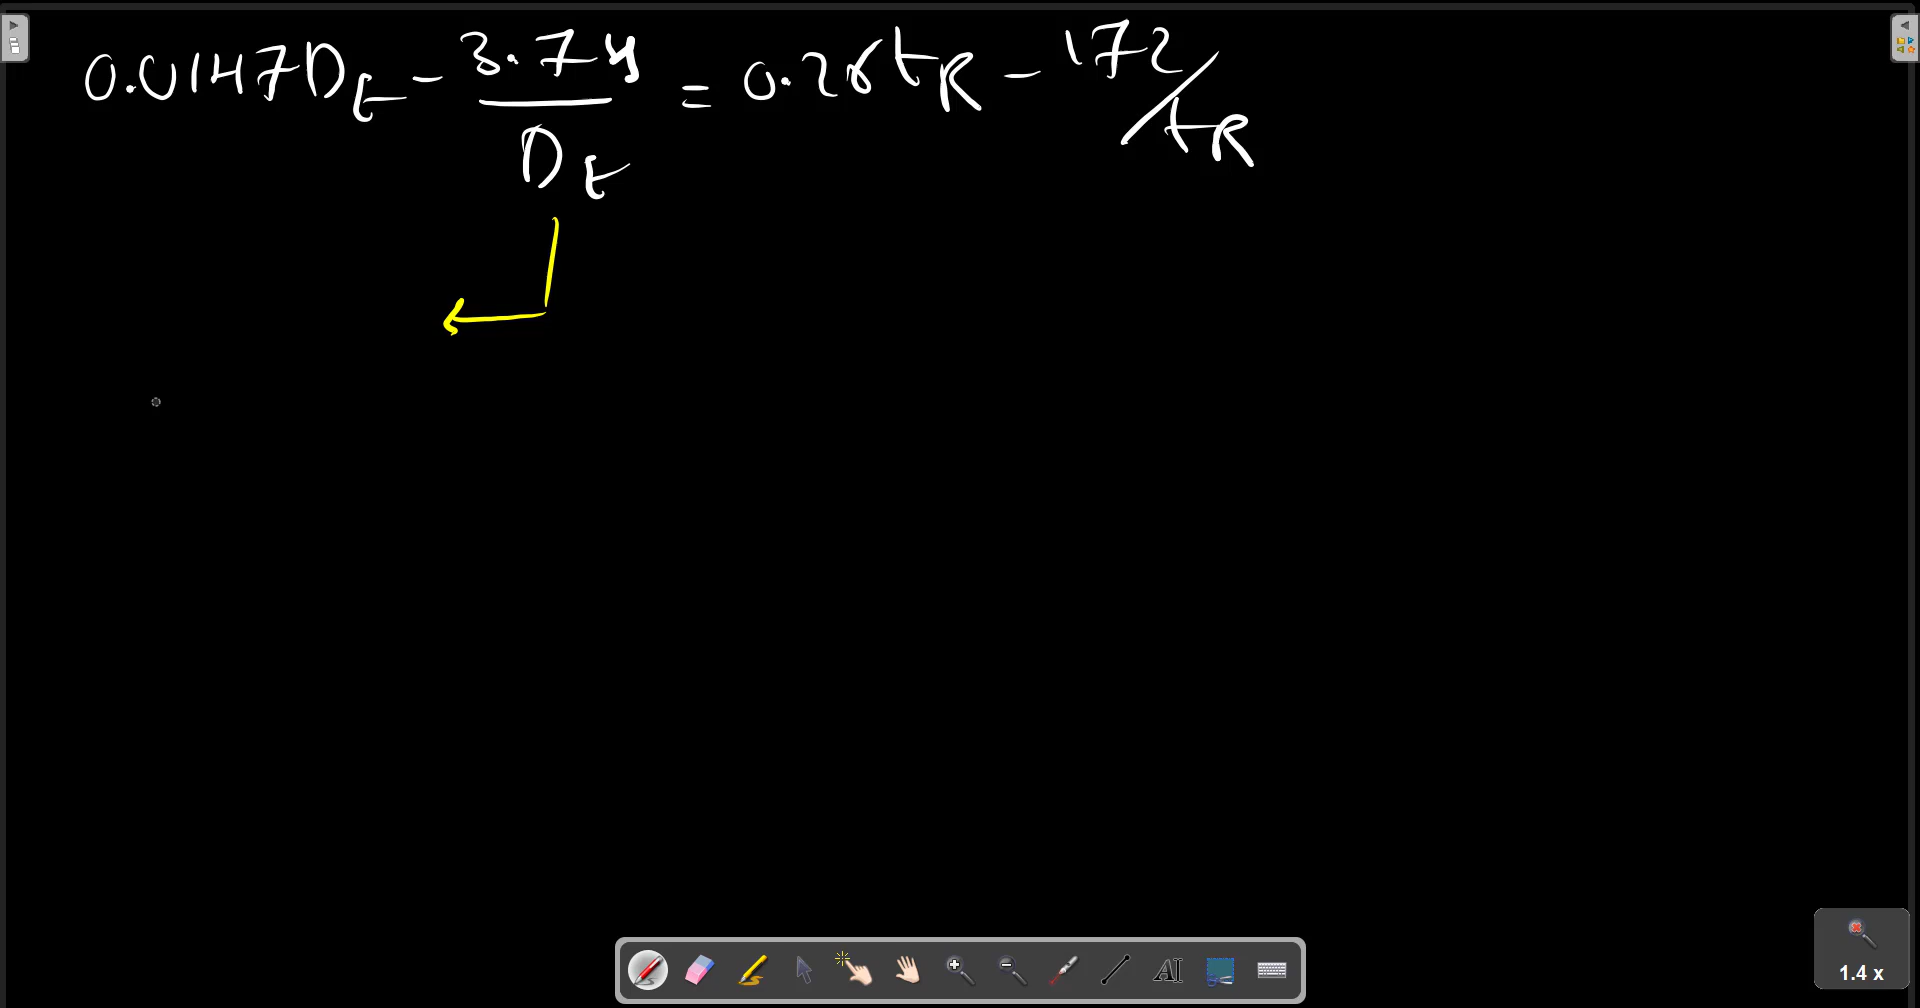 0.0147D_E - 3.74/D_E = 0.26t_R - 172/t_R
1.4 x